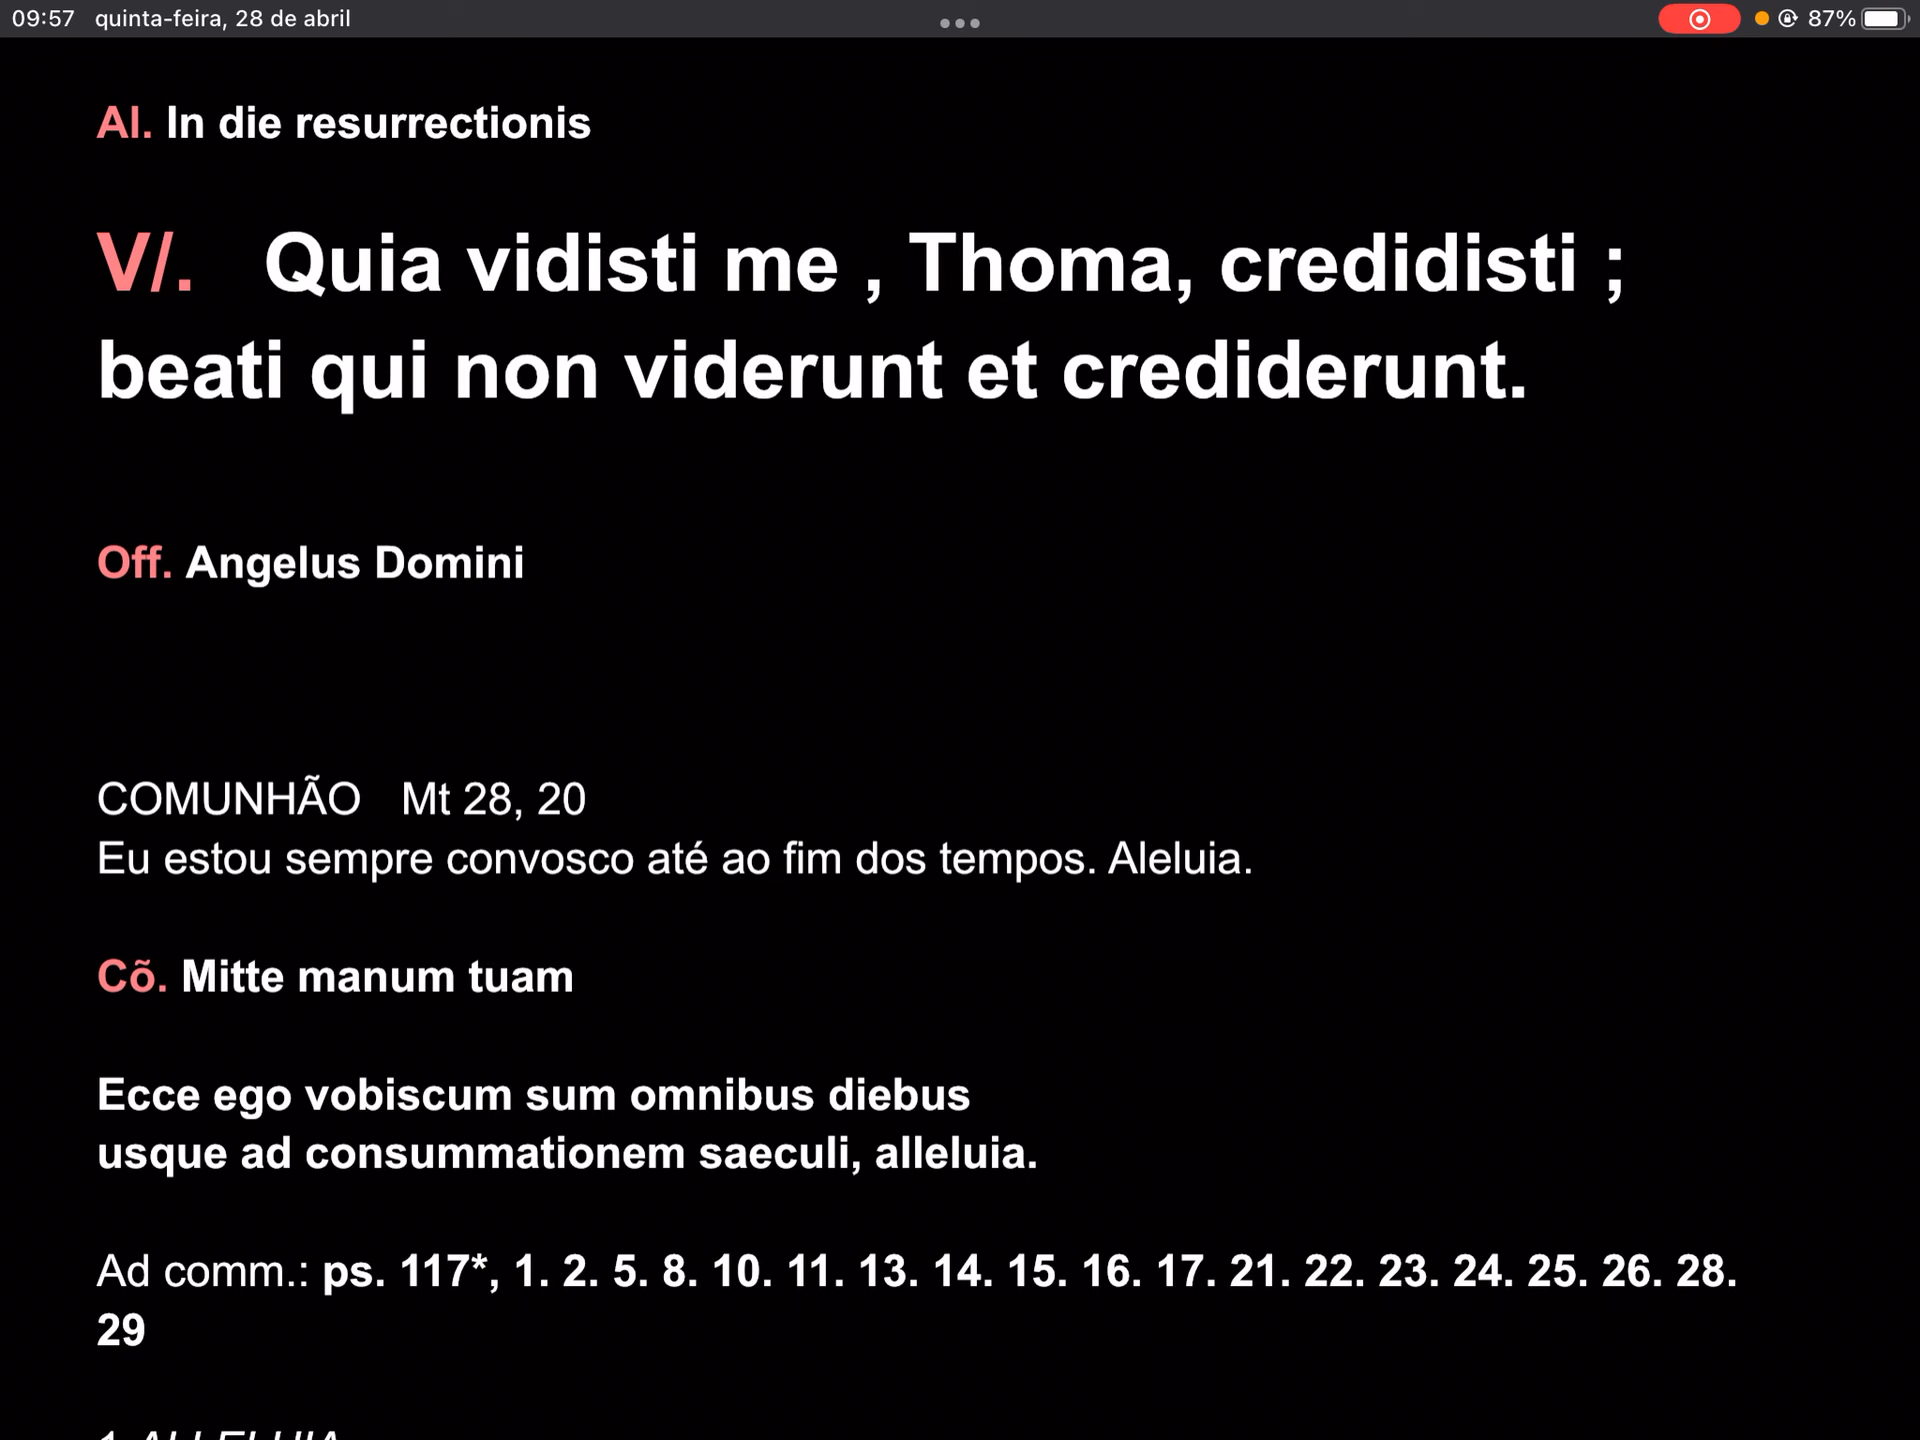 09:57 quinta-feira, 28 de abril
87%
Al. In die resurrectionis
V/. Quia vidisti me , Thoma, credidisti ;
beati qui non viderunt et crediderunt.
Off. Angelus Domini
COMUNHÃO Mt 28, 20
Eu estou sempre convosco até ao fim dos tempos. Aleluia.
Cõ. Mitte manum tuam
Ecce ego vobiscum sum omnibus diebus
usque ad consummationem saeculi, alleluia.
Ad comm.: ps. 117*, 1. 2. 5. 8. 10. 11. 13. 14. 15. 16. 17. 21. 22. 23. 24. 25. 26. 28.
29